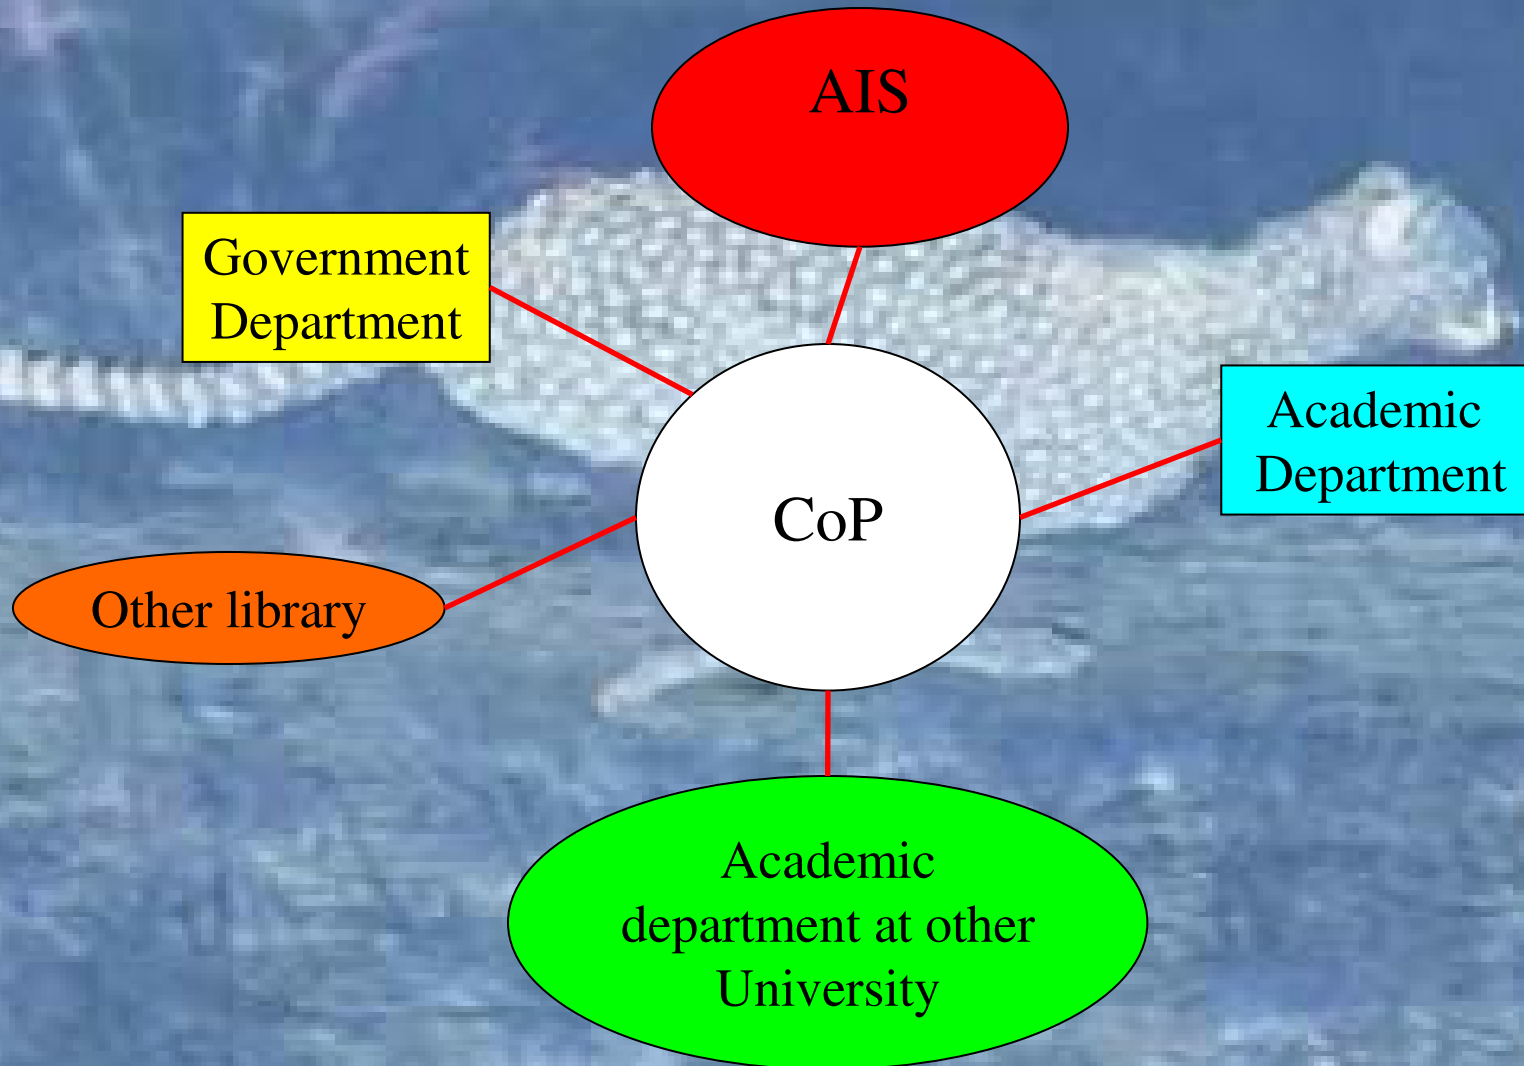 AIS
Government
Department
Academic
Department
CoP
Other library
Academic
department at other
University